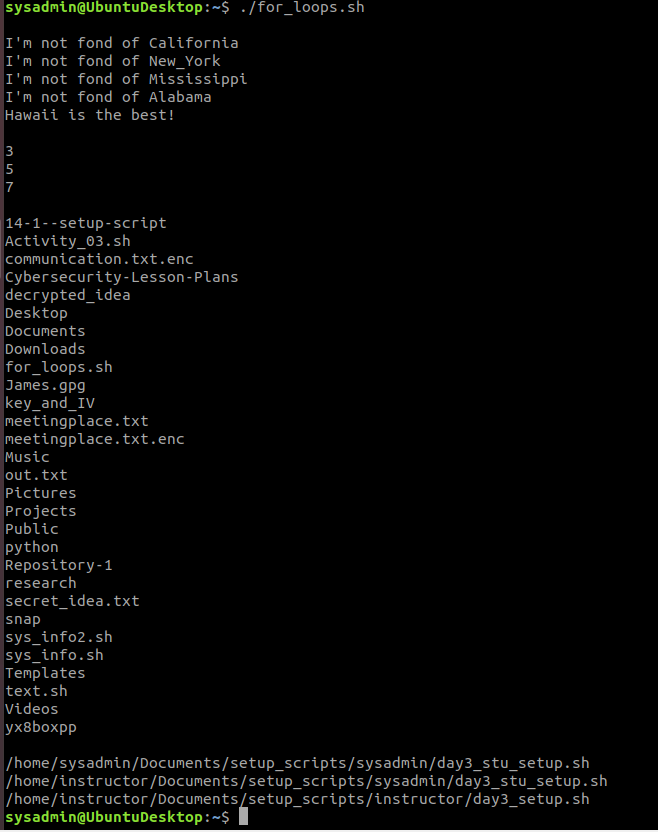 sysadmin@UbuntuDesktop:~$ ./for_loops.sh
I'm not fond of California
I'm not fond of New_York
I'm not fond of Mississippi
I'm not fond of Alabama
Hawaii is the best!
3
5
7
14-1--setup-script
Activity_03.sh
communication.txt.enc
Cybersecurity-Lesson-Plans
decrypted_idea
Desktop
Documents
Downloads
for_loops.sh
James.gpg
key_and_IV
meetingplace.txt
meetingplace.txt.enc
Music
out.txt
Pictures
Projects
Public
python
Repository-1
research
secret_idea.txt
snap
sys_info2.sh
sys_info.sh
Templates
text.sh
Videos
yx8boxpp
/home/sysadmin/Documents/setup_scripts/sysadmin/day3_stu_setup.sh
/home/instructor/Documents/setup_scripts/sysadmin/day3_stu_setup.sh
/home/instructor/Documents/setup_scripts/instructor/day3_setup.sh
sysadmin@UbuntuDesktop:~$